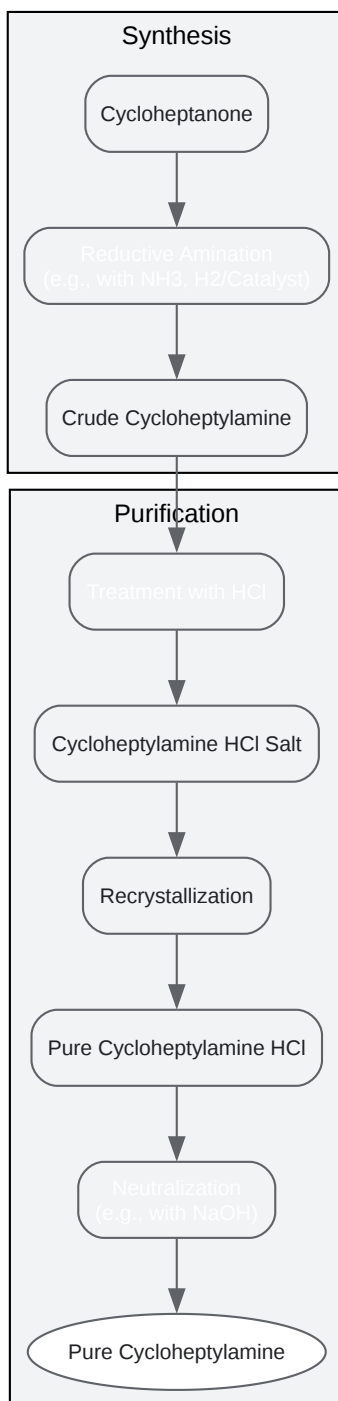 Synthesis
Cycloheptanone
Reductive Amination
(e.g., with NH3, H2/Catalyst)
Crude Cycloheptylamine
Purification
Treatment with HCl
Cycloheptylamine HCl Salt
Recrystallization
Pure Cycloheptylamine HCl
Neutralization
(e.g., with NaOH)
Pure Cycloheptylamine